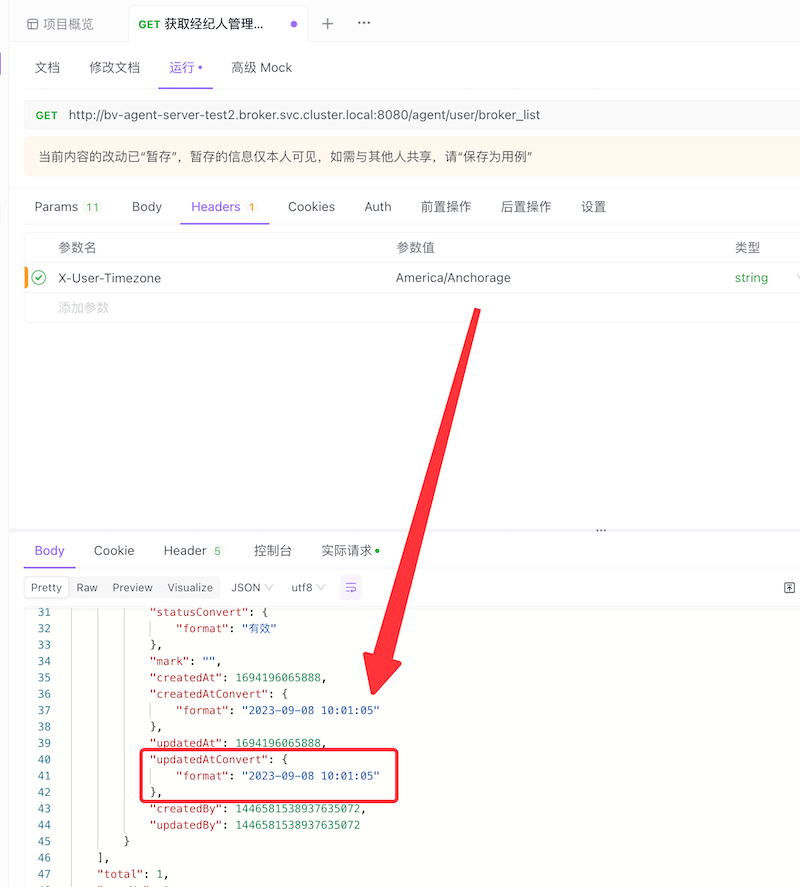 项目概览 GET 获取经纪人管理...
文档 修改文档 运行 高级 Mock
GET http://bv-agent-server-test2.broker.svc.cluster.local:8080/agent/user/broker_list
当前内容的改动已“暂存”，暂存的信息仅本人可见，如需与其他人共享，请“保存为用例”
Params 11 Body Headers 1 Cookies Auth 前置操作 后置操作 设置
参数名 参数值 类型
X-User-Timezone America/Anchorage string
添加参数
Body Cookie Header 5 控制台 实际请求
Pretty Raw Preview Visualize JSON utf8
31 "statusConvert": {
32 "format": "有效"
33 },
34 "mark": "",
35 "createdAt": 1694196065888,
36 "createdAtConvert": {
37 "format": "2023-09-08 10:01:05"
38 },
39 "updatedAt": 1694196065888,
40 "updatedAtConvert": {
41 "format": "2023-09-08 10:01:05"
42 },
43 "createdBy": 1446581538937635072,
44 "updatedBy": 1446581538937635072
45 }
46 ],
47 "total": 1,